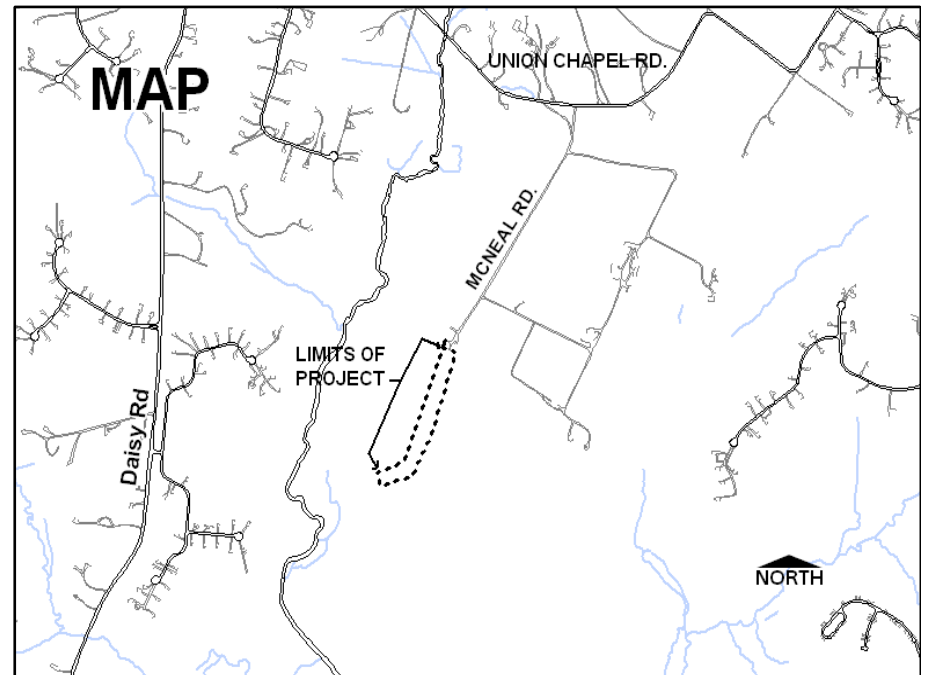 UNION CHAPEL RD.
MAP
MCNEAL RD.
LIMITS OF
PROJECT
Daisy Rd
NORTH